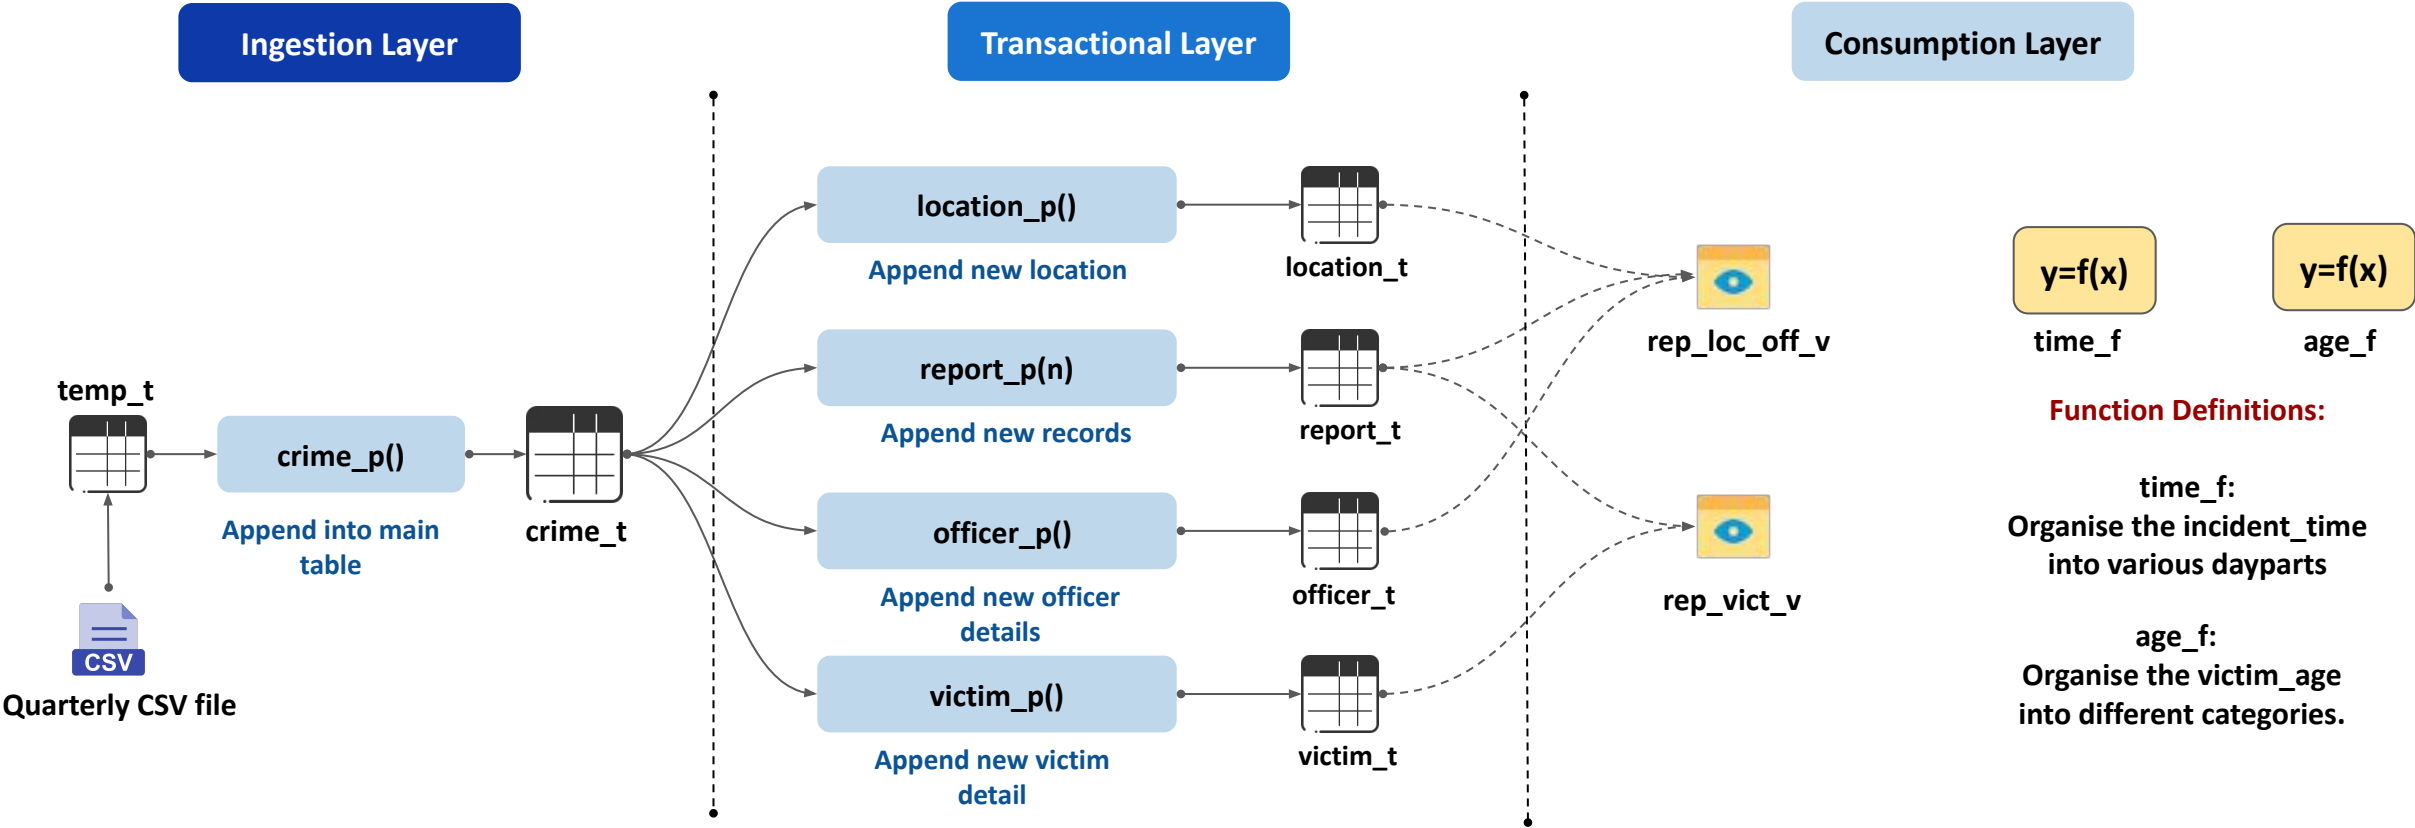 Ingestion Layer
Transactional Layer
Consumption Layer
temp_t
crime_p()
Append into main
table
crime_t
CSV
Quarterly CSV file
location_p()
Append new location
location_t
report_p(n)
Append new records
report_t
officer_p()
Append new officer
details
officer_t
victim_p()
Append new victim
detail
victim_t
rep_loc_off_v
rep_vict_v
y=f(x)
time_f
y=f(x)
age_f
Function Definitions:
time_f:
Organise the incident_time
into various dayparts
age_f:
Organise the victim_age
into different categories.